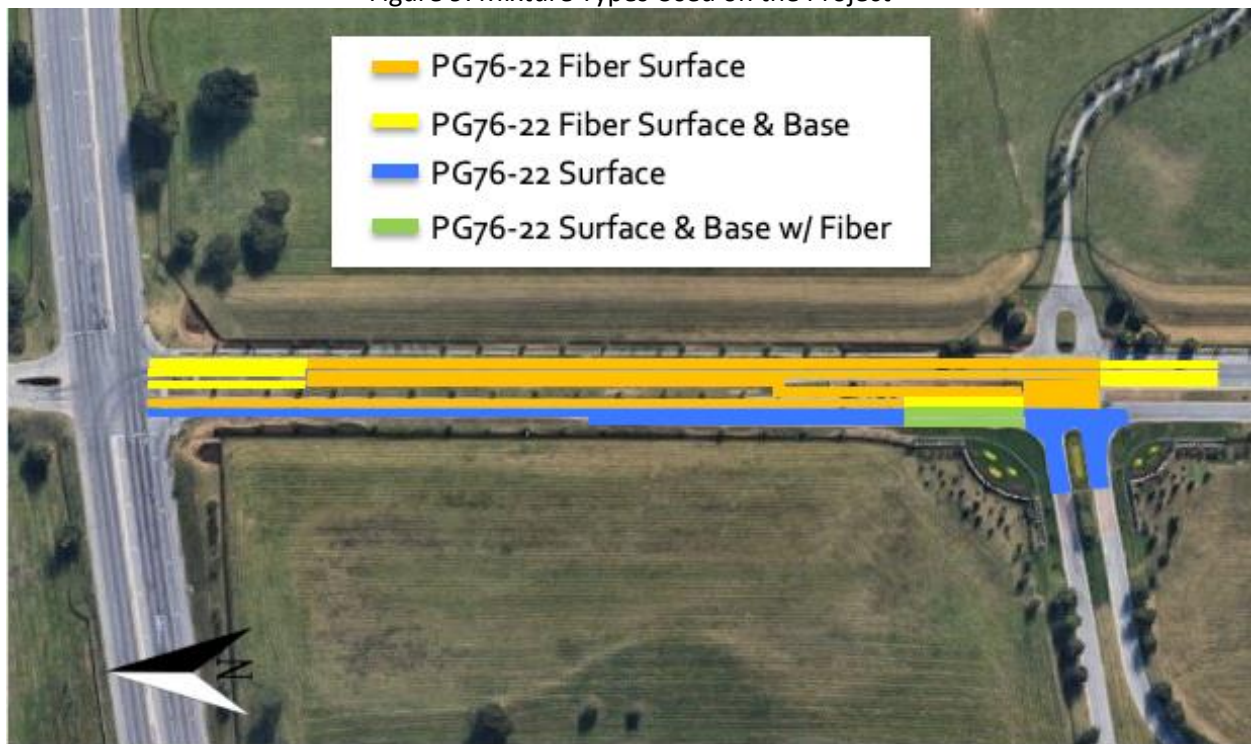 PG76-22 Fiber Surface
PG76-22 Fiber Surface & Base
PG76-22 Surface
PG76-22 Surface & Base w/ Fiber
N